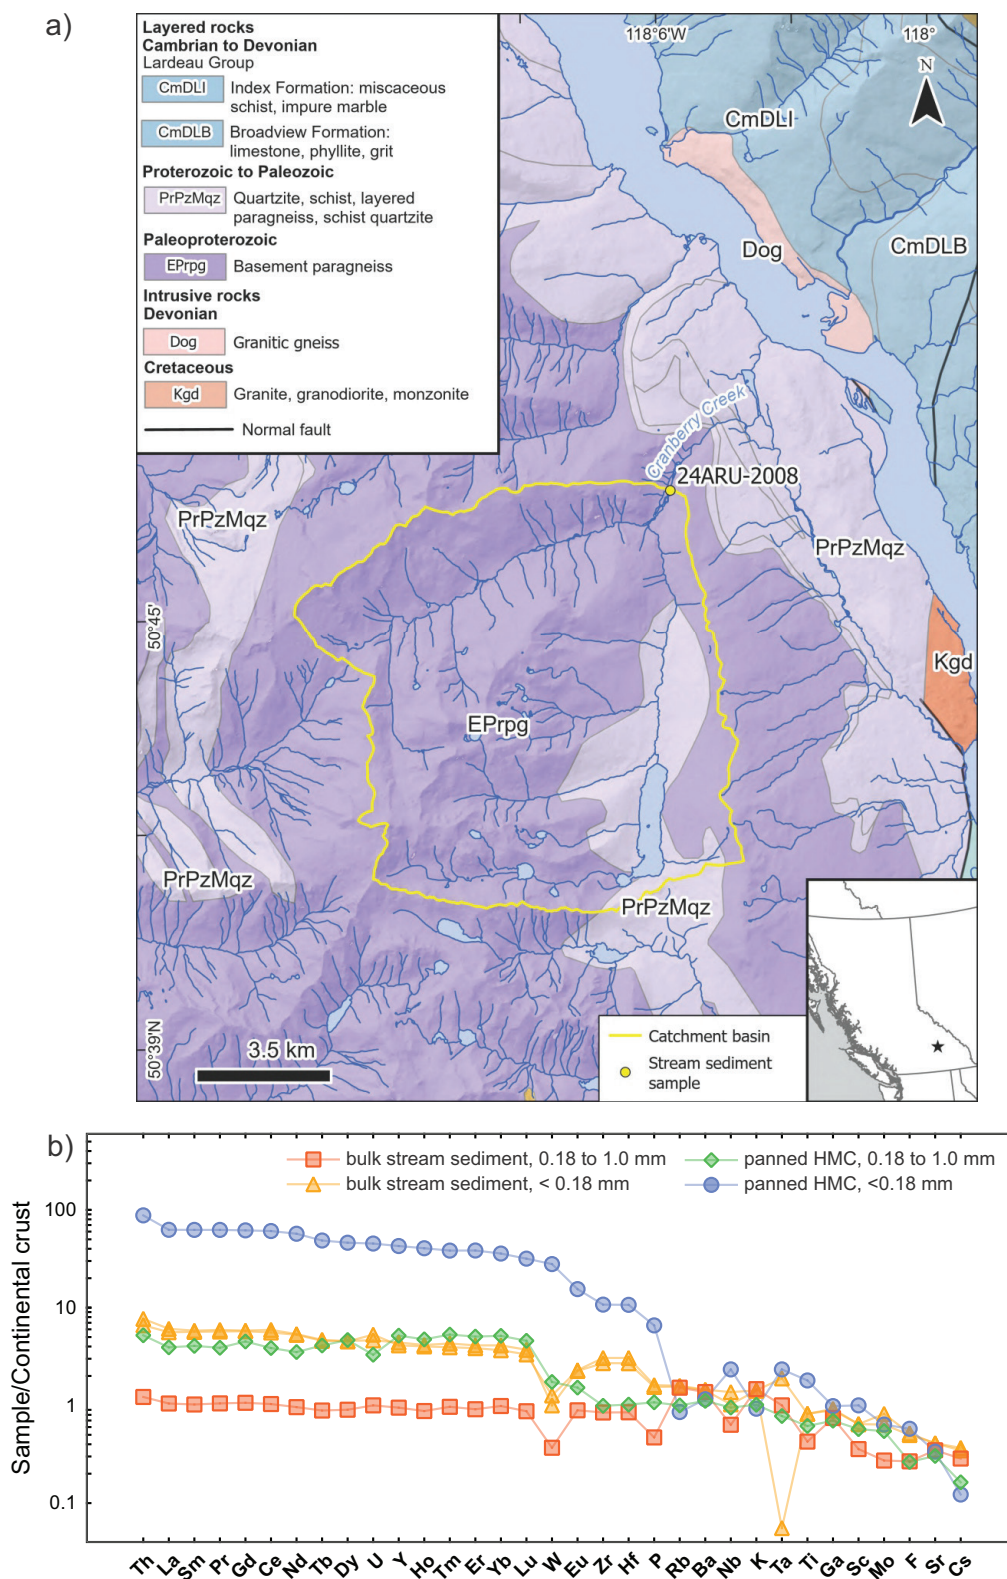 a)
Layered rocks
Cambrian to Devonian
Lardeau Group
CmDLI Index Formation: miscaceous
schist, impure marble
CmDLB Broadview Formation:
limestone, phyllite, grit
Proterozoic to Paleozoic
PrPzMqz Quartzite, schist, layered
paragneiss, schist quartzite
Paleoproterozoic
EPrpg Basement paragneiss
Intrusive rocks
Devonian
Dog Granitic gneiss
Cretaceous
Kgd Granite, granodiorite, monzonite
Normal fault
118°6'W
118°
N
CmDLI
Dog
CmDLB
Cranberry Creek
24ARU-2008
PrPzMqz
PrPzMqz
50°45'
Kgd
EPrpg
PrPzMqz
PrPzMqz
50°39'N
3.5 km
Catchment basin
Stream sediment
sample
b)
bulk stream sediment, 0.18 to 1.0 mm
bulk stream sediment, < 0.18 mm
panned HMC, 0.18 to 1.0 mm
panned HMC, <0.18 mm
Sample/Continental crust
100
10
1
0.1
Th La Sm Pr Gd Ce Nd Tb Dy U Y Ho Tm Er Yb Lu W Eu Zr Hf P Rb Ba Nb K Ta Ti Ga Sc Mo F Sr Cs